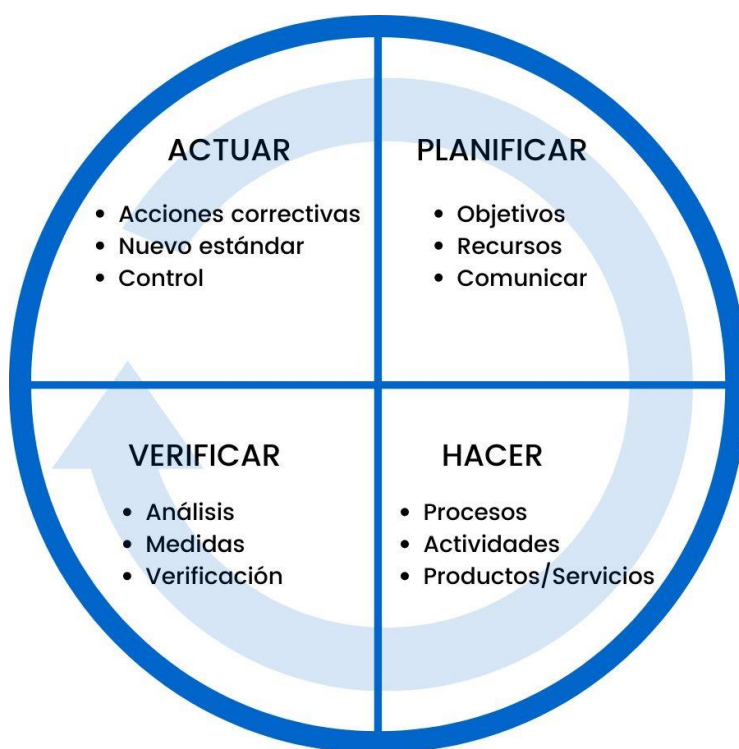 ACTUAR
• Acciones correctivas
• Nuevo estándar
• Control
PLANIFICAR
• Objetivos
• Recursos
• Comunicar
VERIFICAR
• Análisis
• Medidas
• Verificación
HACER
• Procesos
• Actividades
• Productos/Servicios